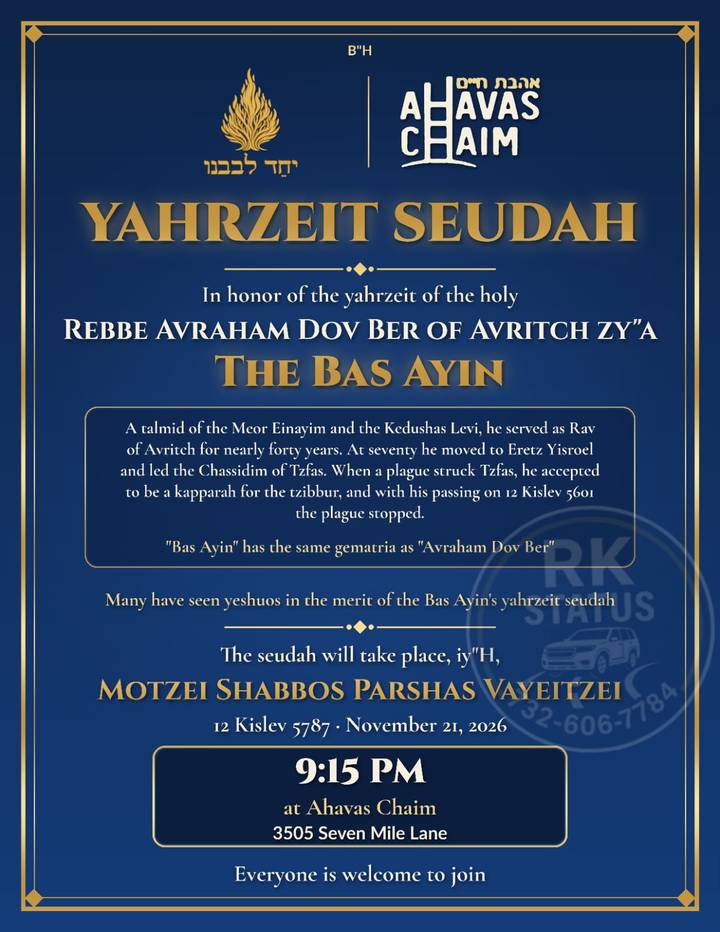 B"H
יחד לבבנו
אהבת חיים
AHAVAS
CHAIM
YAHRZEIT SEUDAH
In honor of the yahrzeit of the holy
REBBE AVRAHAM DOV BER OF AVRITCH ZY"A
THE BAS AYIN
A talmid of the Meor Einayim and the Kedushas Levi, he served as Rav
of Avritch for nearly forty years. At seventy he moved to Eretz Yisroel
and led the Chassidim of Tzfas. When a plague struck Tzfas, he accepted
to be a kapparah for the tzibbur, and with his passing on 12 Kislev 5601
the plague stopped.
"Bas Ayin" has the same gematria as "Avraham Dov Ber"
Many have seen yeshuos in the merit of the Bas Ayin's yahrzeit seudah
The seudah will take place, iy"H,
MOTZEI SHABBOS PARSHAS VAYEITZEI
12 Kislev 5787 · November 21, 2026
9:15 PM
at Ahavas Chaim
3505 Seven Mile Lane
Everyone is welcome to join
RK
STATUS
732-606-7784